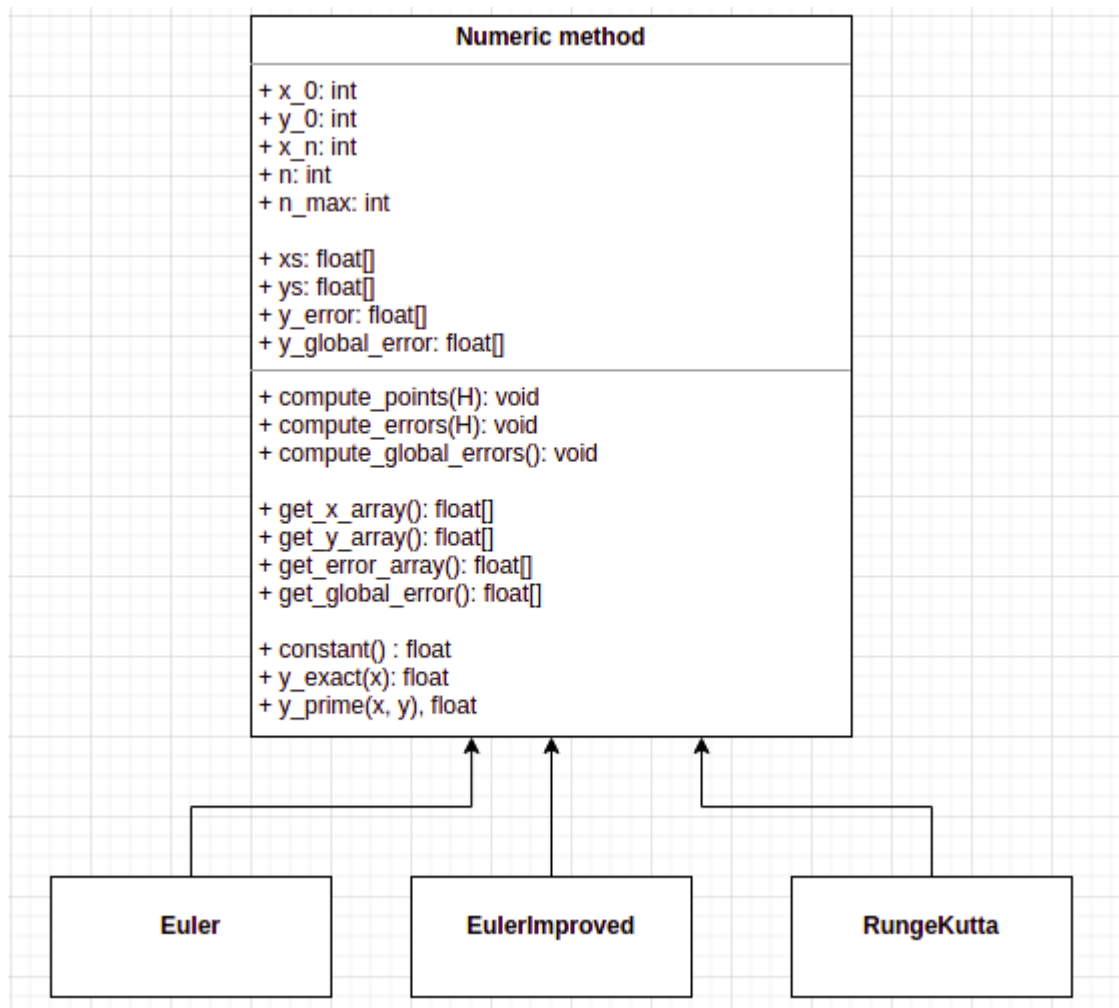 Numeric method
+ x_0: int
+ y_0: int
+ x_n: int
+ n: int
+ n_max: int
+ xs: float[]
+ ys: float[]
+ y_error: float[]
+ y_global_error: float[]
+ compute_points(H): void
+ compute_errors(H): void
+ compute_global_errors(): void
+ get_x_array(): float[]
+ get_y_array(): float[]
+ get_error_array(): float[]
+ get_global_error(): float[]
+ constant() : float
+ y_exact(x): float
+ y_prime(x, y), float
Euler
EulerImproved
RungeKutta